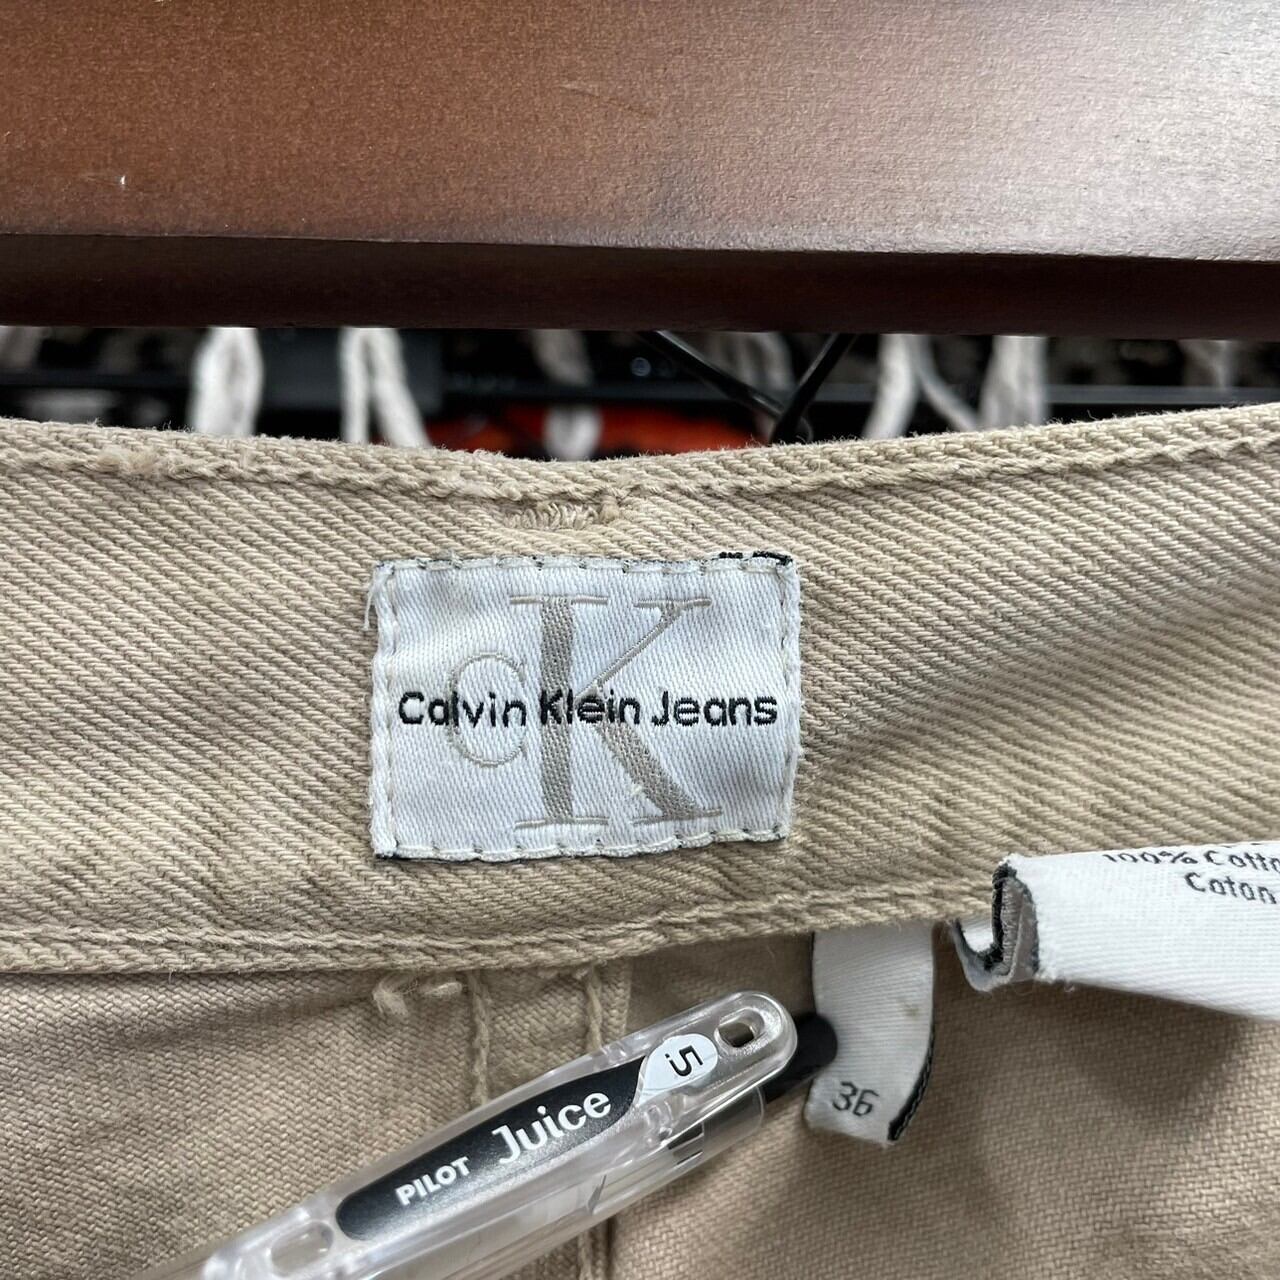 CK
Calvin Klein Jeans
100% Cotto
Coton
36
.5
PILOT Juice